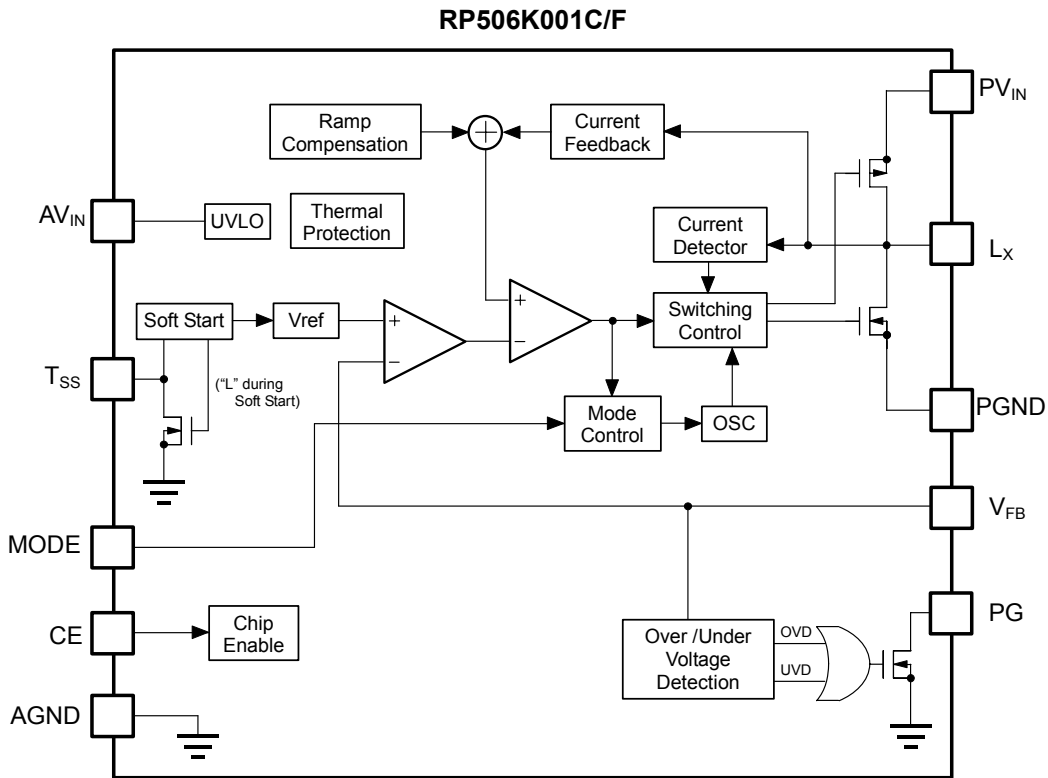 RP506K001C/F
PV_IN
Ramp
Compensation
+
Current
Feedback
AV_IN
UVLO
Thermal
Protection
Current
Detector
L_X
Soft Start
Vref
+
−
+
−
Switching
Control
T_SS
("L" during
Soft Start)
Mode
Control
OSC
PGND
V_FB
MODE
CE
Chip
Enable
Over /Under
Voltage
Detection
OVD
UVD
PG
AGND